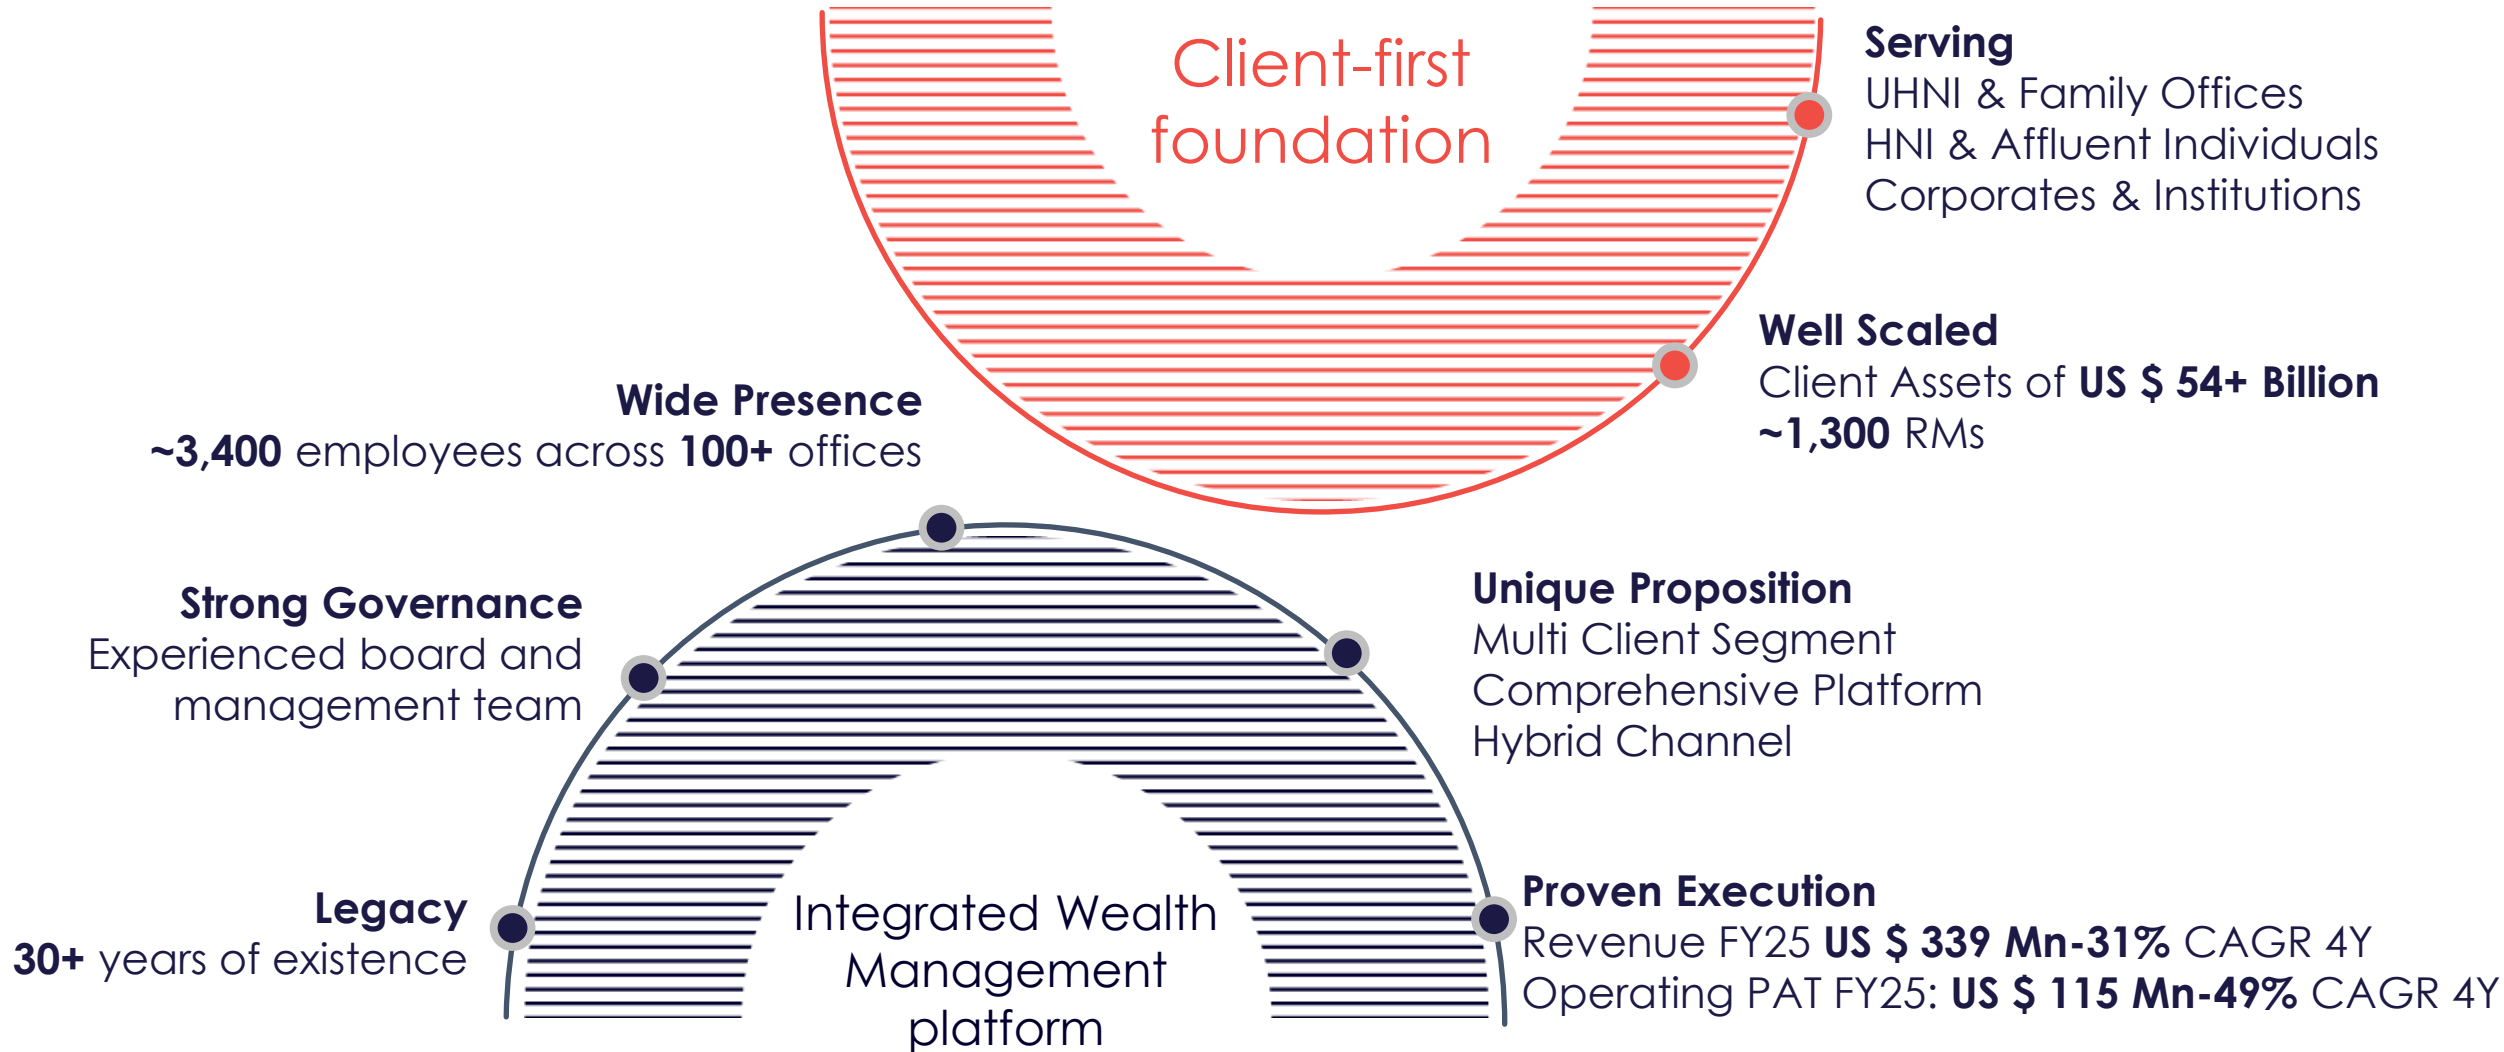 Client-first
foundation
Serving
UHNI & Family Offices
HNI & Affluent Individuals
Corporates & Institutions
Well Scaled
Client Assets of US $ 54+ Billion
~1,300 RMs
Wide Presence
~3,400 employees across 100+ offices
Strong Governance
Experienced board and
management team
Legacy
30+ years of existence
Integrated Wealth
Management
platform
Unique Proposition
Multi Client Segment
Comprehensive Platform
Hybrid Channel
Proven Execution
Revenue FY25 US $ 339 Mn-31% CAGR 4Y
Operating PAT FY25: US $ 115 Mn-49% CAGR 4Y